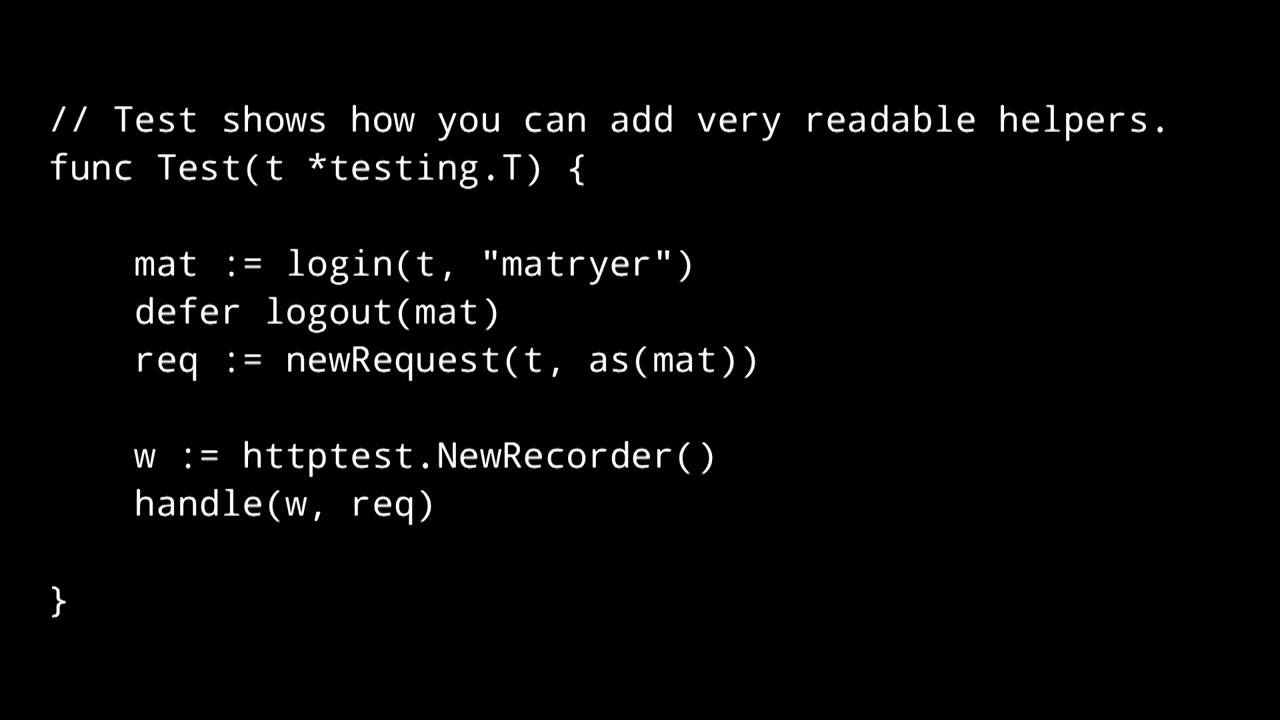 // Test shows how you can add very readable helpers.
func Test(t *testing.T) {
    mat := login(t, "matryer")
    defer logout(mat)
    req := newRequest(t, as(mat))
    w := httptest.NewRecorder()
    handle(w, req)
}